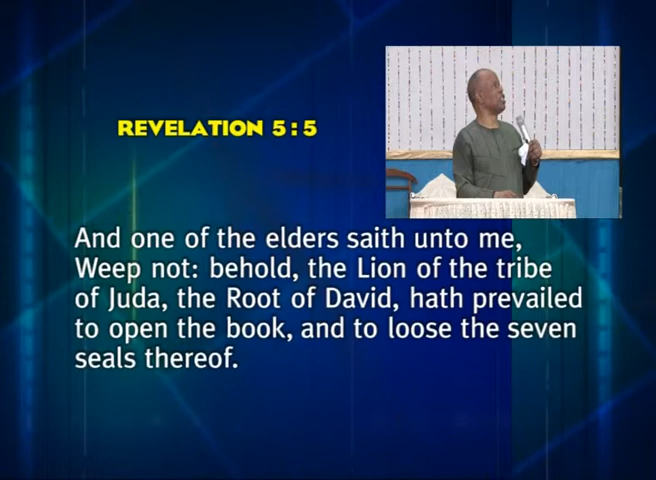 REVELATION 5:5
And one of the elders saith unto me,
Weep not: behold, the Lion of the tribe
of Juda, the Root of David, hath prevailed
to open the book, and to loose the seven
seals thereof.